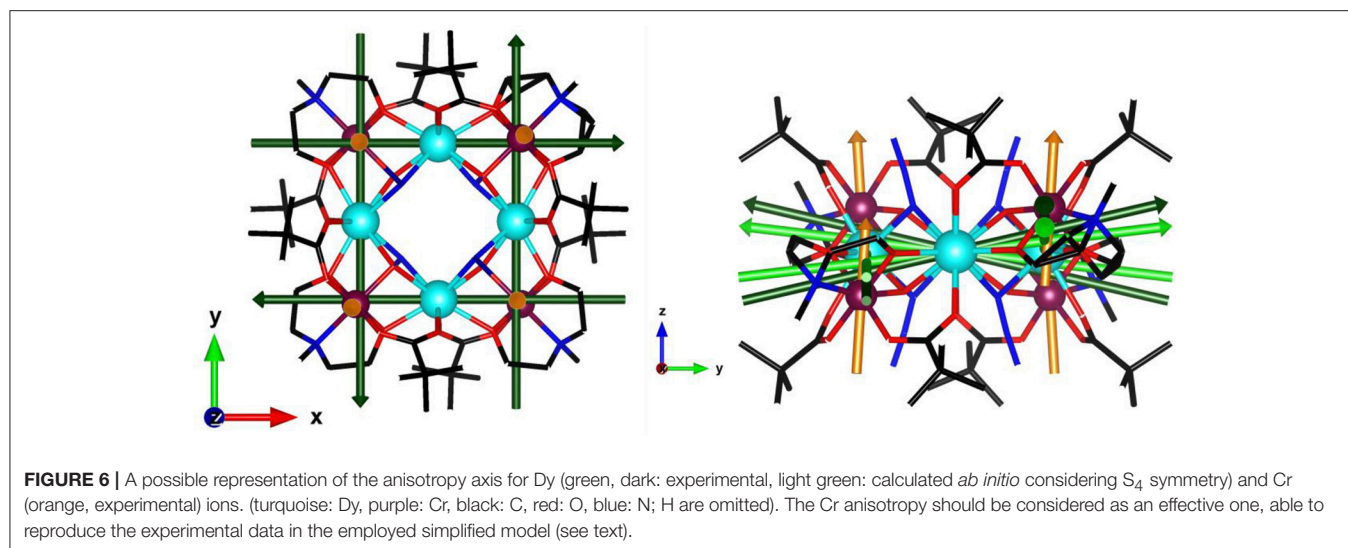 y
z
x
z
x
y
FIGURE 6 | A possible representation of the anisotropy axis for Dy (green, dark: experimental, light green: calculated ab initio considering S₄ symmetry) and Cr
(orange, experimental) ions. (turquoise: Dy, purple: Cr, black: C, red: O, blue: N; H are omitted). The Cr anisotropy should be considered as an effective one, able to
reproduce the experimental data in the employed simplified model (see text).